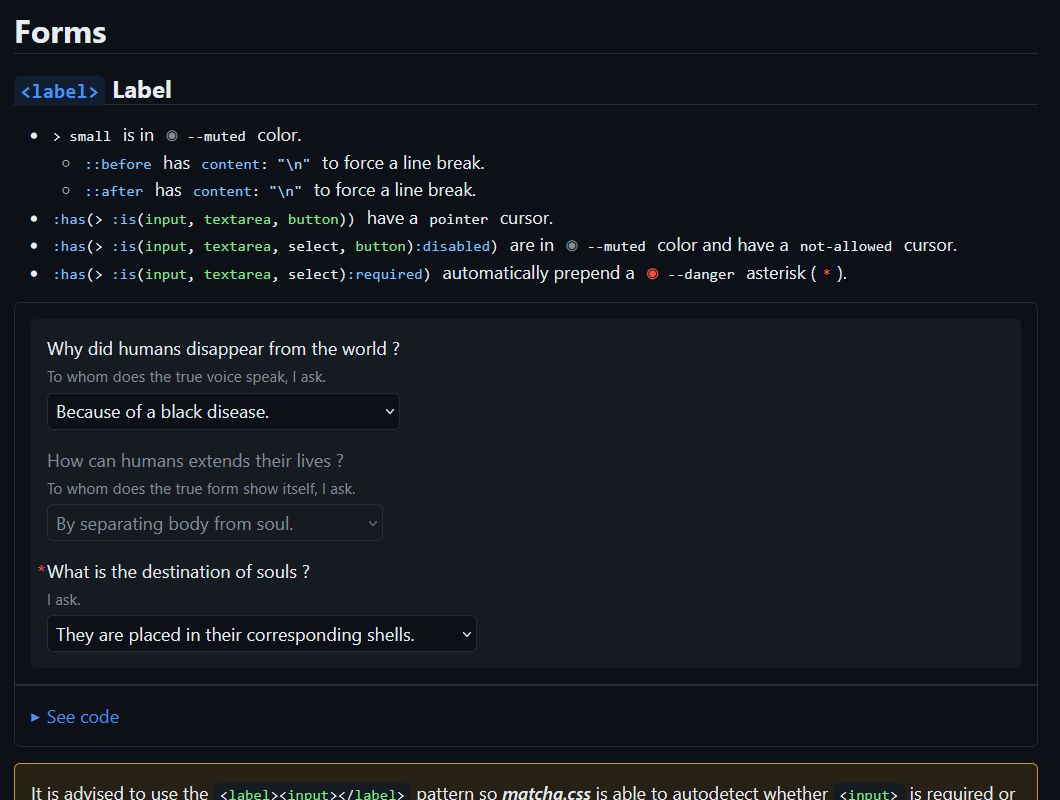 Forms
<label> Label
> small is in --muted color.
::before has content: "\n" to force a line break.
::after has content: "\n" to force a line break.
:has(> :is(input, textarea, button)) have a pointer cursor.
:has(> :is(input, textarea, select, button):disabled) are in --muted color and have a not-allowed cursor.
:has(> :is(input, textarea, select):required) automatically prepend a --danger asterisk ( * ).
Why did humans disappear from the world ?
To whom does the true voice speak, I ask.
Because of a black disease.
How can humans extends their lives ?
To whom does the true form show itself, I ask.
By separating body from soul.
*What is the destination of souls ?
I ask.
They are placed in their corresponding shells.
See code
It is advised to use the <label><input></label> pattern so matcha.css is able to autodetect whether <input> is required or